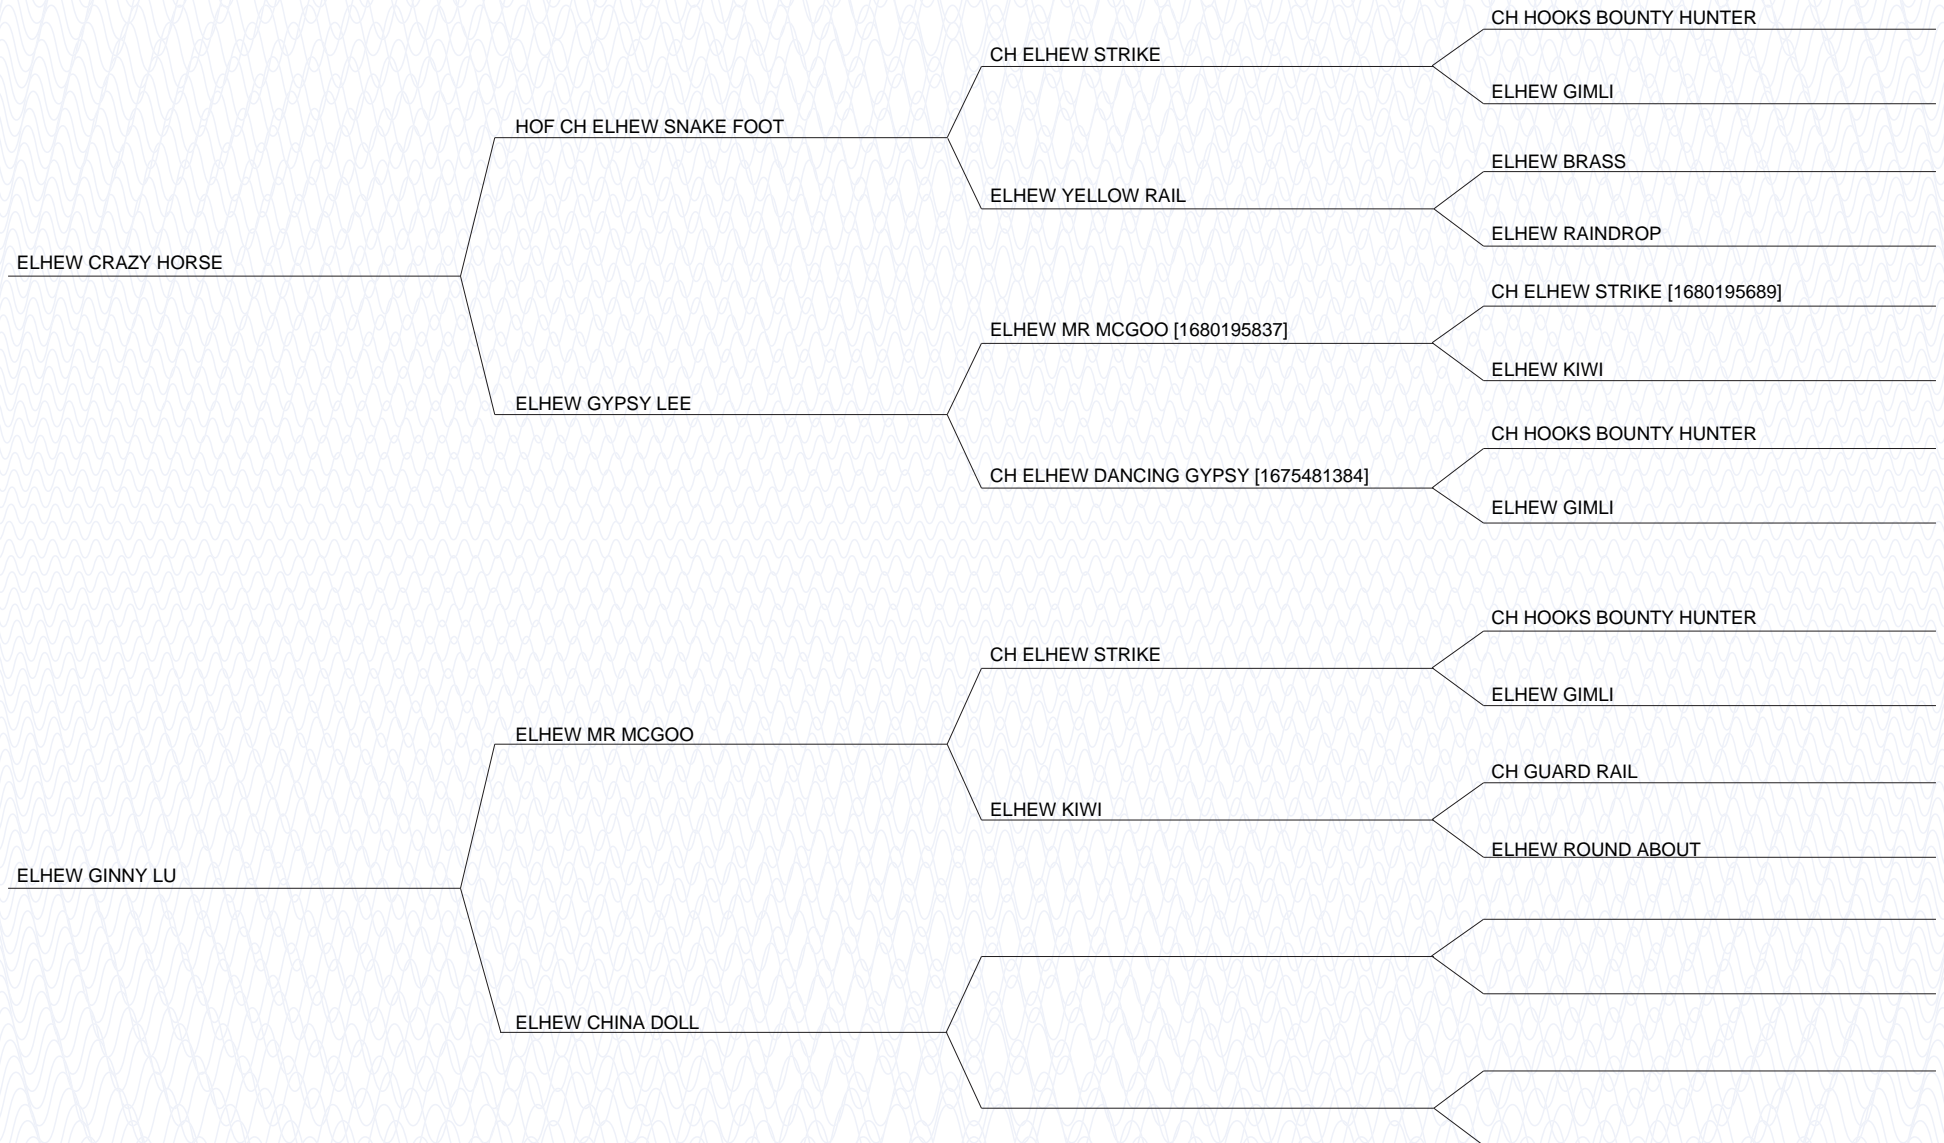 CH HOOKS BOUNTY HUNTER
CH ELHEW STRIKE
ELHEW GIMLI
HOF CH ELHEW SNAKE FOOT
ELHEW BRASS
ELHEW YELLOW RAIL
ELHEW RAINDROP
ELHEW CRAZY HORSE
CH ELHEW STRIKE [1680195689]
ELHEW MR MCGOO [1680195837]
ELHEW KIWI
ELHEW GYPSY LEE
CH HOOKS BOUNTY HUNTER
CH ELHEW DANCING GYPSY [1675481384]
ELHEW GIMLI
CH HOOKS BOUNTY HUNTER
CH ELHEW STRIKE
ELHEW GIMLI
ELHEW MR MCGOO
CH GUARD RAIL
ELHEW KIWI
ELHEW ROUND ABOUT
ELHEW GINNY LU
ELHEW CHINA DOLL